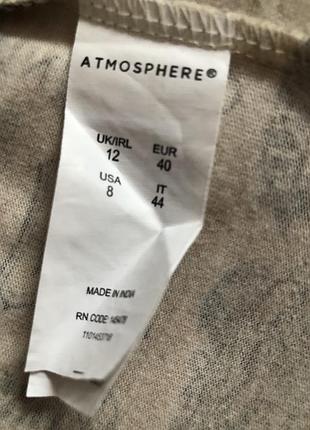 ATMOSPHERE®
UK/IRL EUR
12 40
USA IT
8 44
MADE IN INDIA
RN CODE: